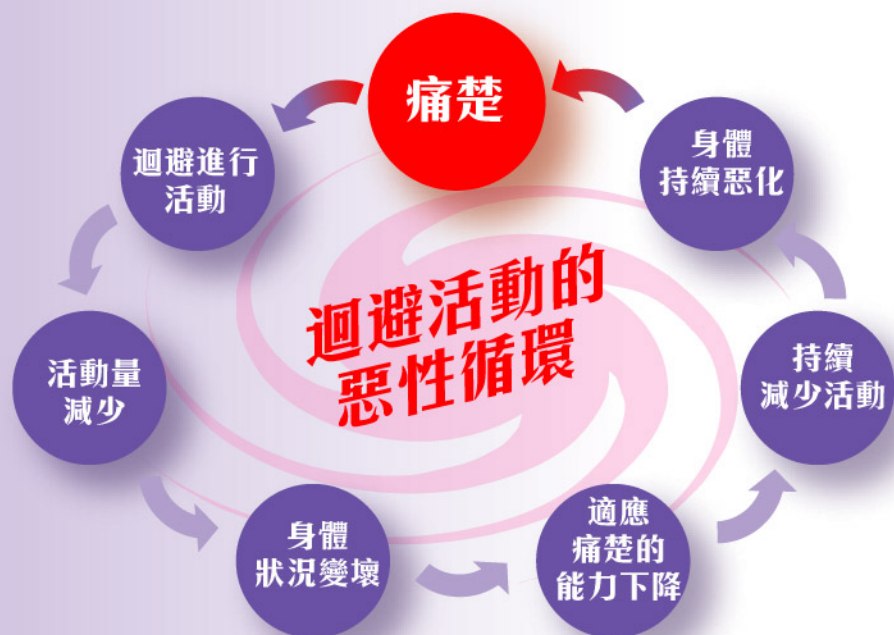 痛楚
迴避進行
活動
活動量
減少
身體
狀況變壞
適應
痛楚的
能力下降
持續
減少活動
身體
持續惡化
迴避活動的
惡性循環